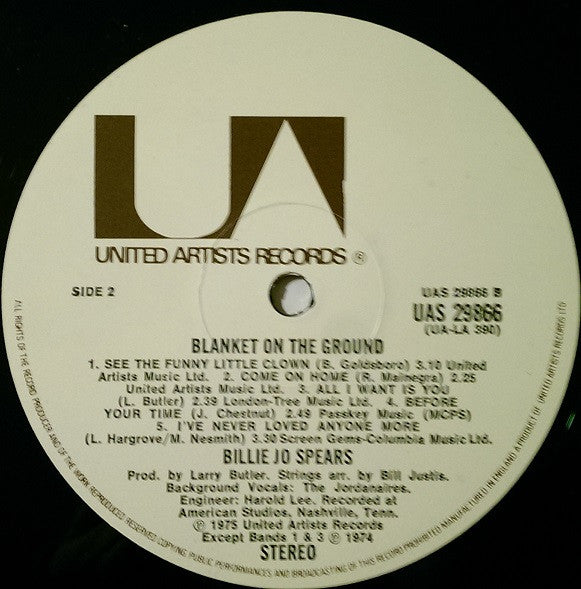 UA
UNITED ARTISTS RECORDS ®
SIDE 2
UAS 29866 B
UAS 29866
(UA-LA 390)
BLANKET ON THE GROUND
1. SEE THE FUNNY LITTLE CLOWN (B. Goldsboro) 3.10 United
Artists Music Ltd. 2. COME ON HOME (R. Mainegra) 2.25
United Artists Music Ltd. 3. ALL I WANT IS YOU
(L. Butler) 2.39 London-Tree Music Ltd. 4. BEFORE
YOUR TIME (J. Chestnut) 2.49 Passkey Music (MCPS)
5. I'VE NEVER LOVED ANYONE MORE
(L. Hargrove/M. Nesmith) 3.30 Screen Gems-Columbia Music Ltd.
BILLIE JO SPEARS
Prod. by Larry Butler. Strings arr. by Bill Justis.
Background Vocals: The Jordanaires.
Engineer: Harold Lee. Recorded at
American Studios, Nashville, Tenn.
℗ 1975 United Artists Records
Except Bands 1 & 3 ℗ 1974
STEREO
ALL RIGHTS OF THE RECORD PRODUCER AND OF THE WORK REPRODUCED RESERVED COPYING PUBLIC PERFORMANCES AND BROADCASTING OF THIS RECORD PROHIBITED MANUFACTURED IN ENGLAND A PRODUCT OF UNITED ARTISTS RECORDS LTD